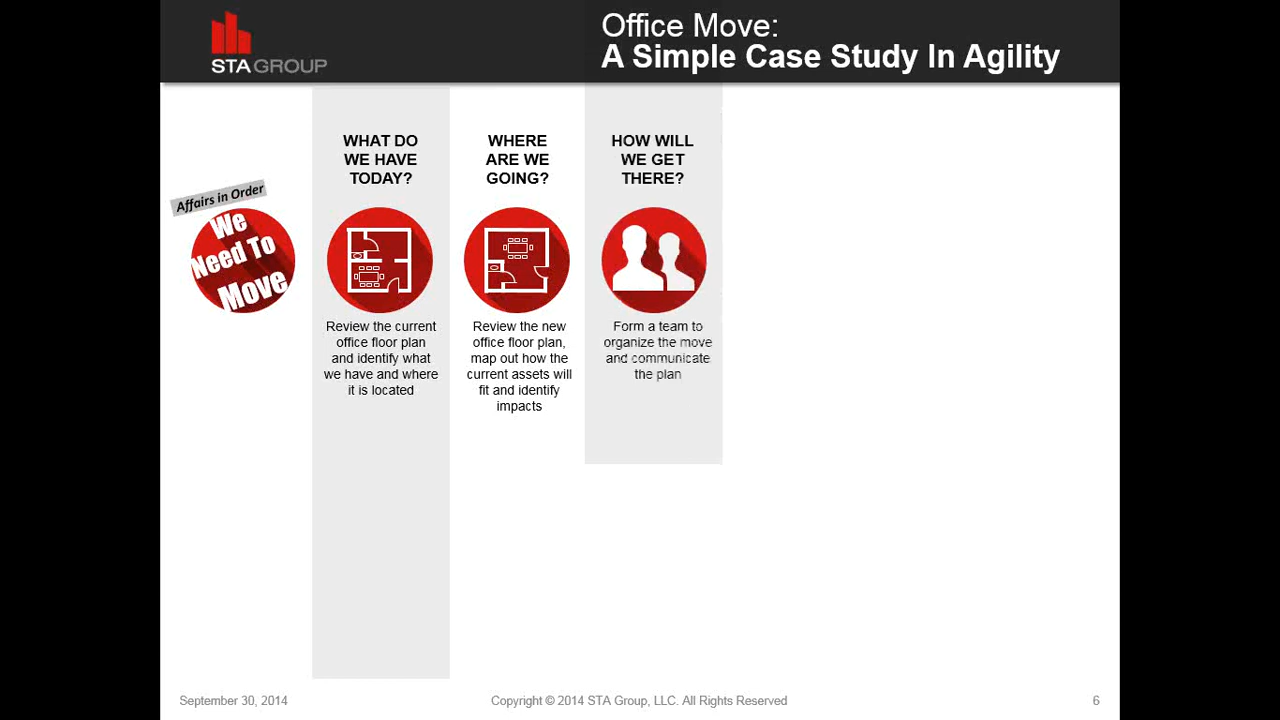 STA GROUP
Office Move:
A Simple Case Study In Agility
Affairs in Order
We
Need To
Move
WHAT DO
WE HAVE
TODAY?
Review the current
office floor plan
and identify what
we have and where
it is located
WHERE
ARE WE
GOING?
Review the new
office floor plan,
map out how the
current assets will
fit and identify
impacts
HOW WILL
WE GET
THERE?
Form a team to
organize the move
and communicate
the plan
September 30, 2014
Copyright © 2014 STA Group, LLC. All Rights Reserved
6